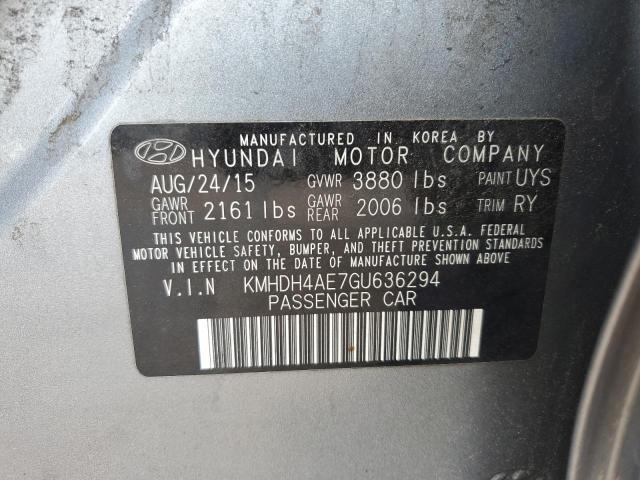 MANUFACTURED IN KOREA BY
HYUNDAI MOTOR COMPANY
AUG/24/15 GVWR 3880 lbs PAINT UYS
GAWR FRONT 2161 lbs GAWR REAR 2006 lbs TRIM RY
THIS VEHICLE CONFORMS TO ALL APPLICABLE U.S.A. FEDERAL
MOTOR VEHICLE SAFETY, BUMPER, AND THEFT PREVENTION STANDARDS
IN EFFECT ON THE DATE OF MANUFACTURE SHOWN ABOVE
V.I.N KMHDH4AE7GU636294
PASSENGER CAR